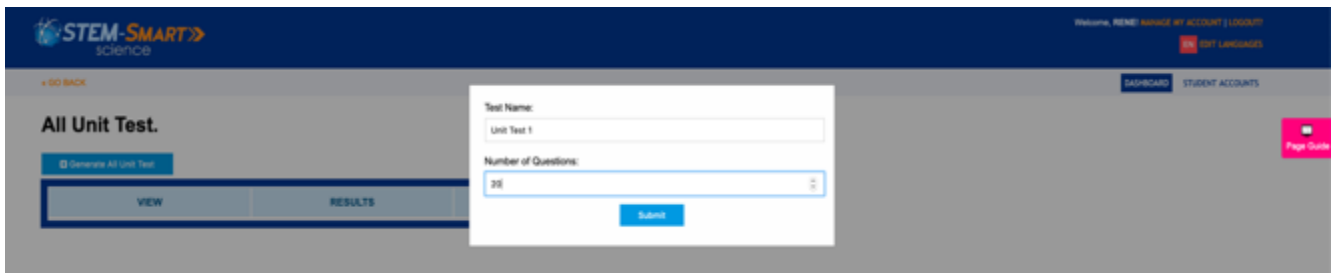 STEM-SMART»
science
Welcome, RENE! MANAGE MY ACCOUNT | LOGOUT?
EN EDIT LANGUAGES
« GO BACK
DASHBOARD STUDENT ACCOUNTS
All Unit Test.
Generate All Unit Test
VIEW RESULTS
Test Name:
Unit Test 1
Number of Questions:
20
Submit
Page Guide